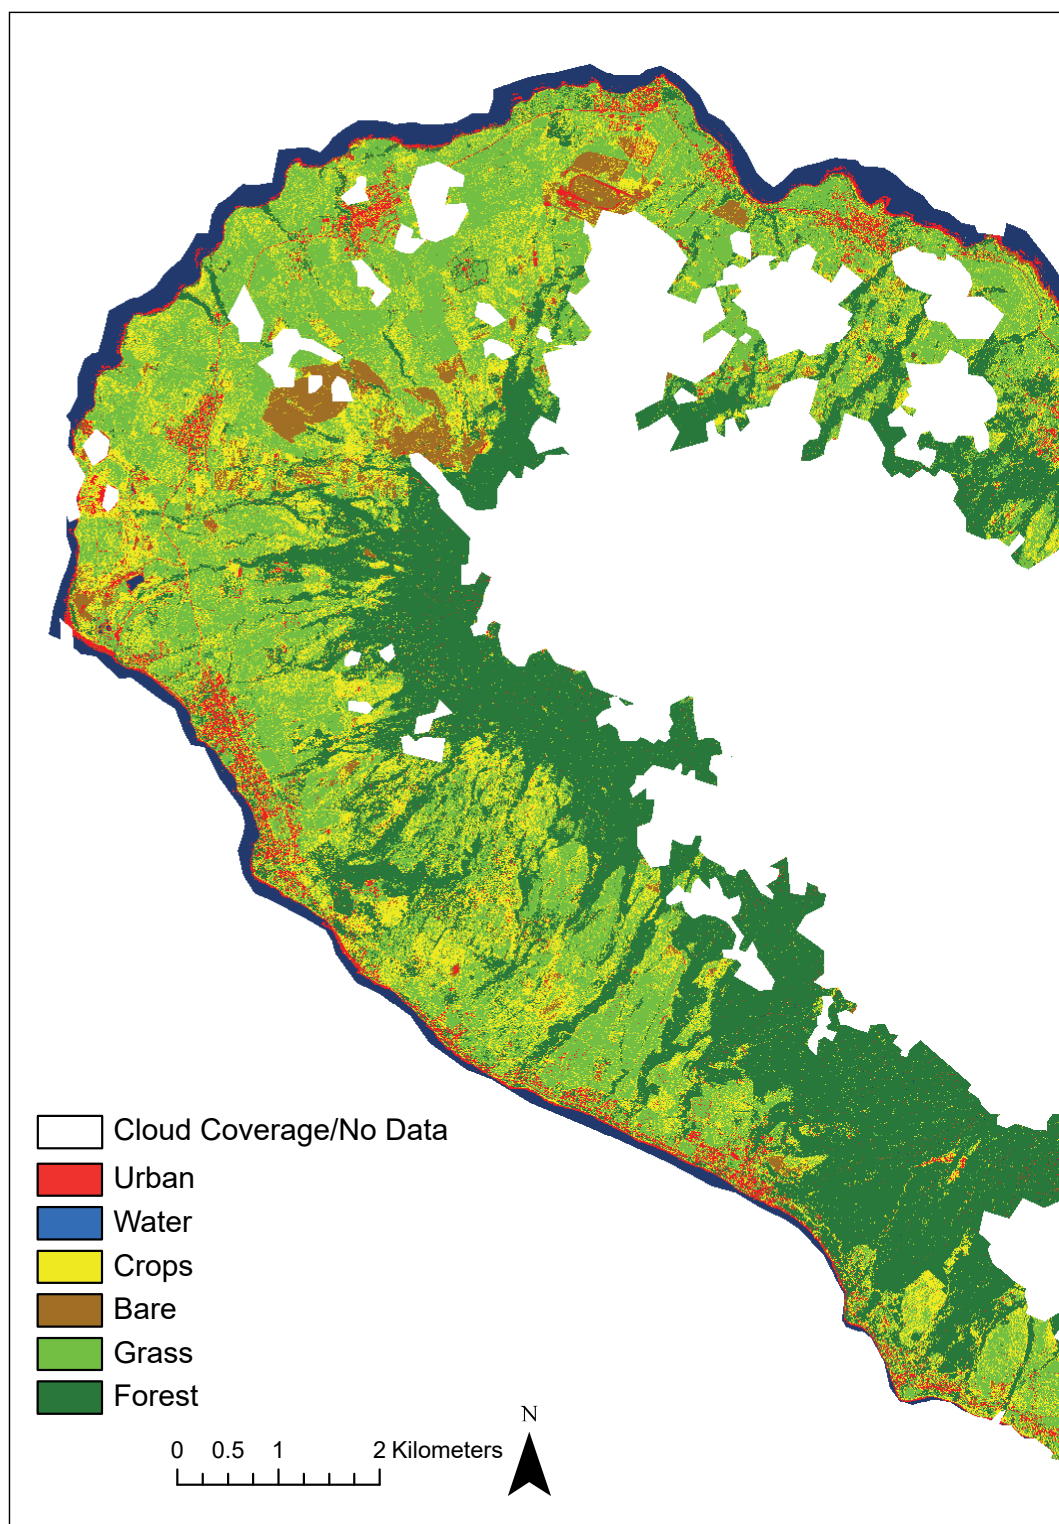 Cloud Coverage/No Data
Urban
Water
Crops
Bare
Grass
Forest
N
0 0.5 1 2 Kilometers